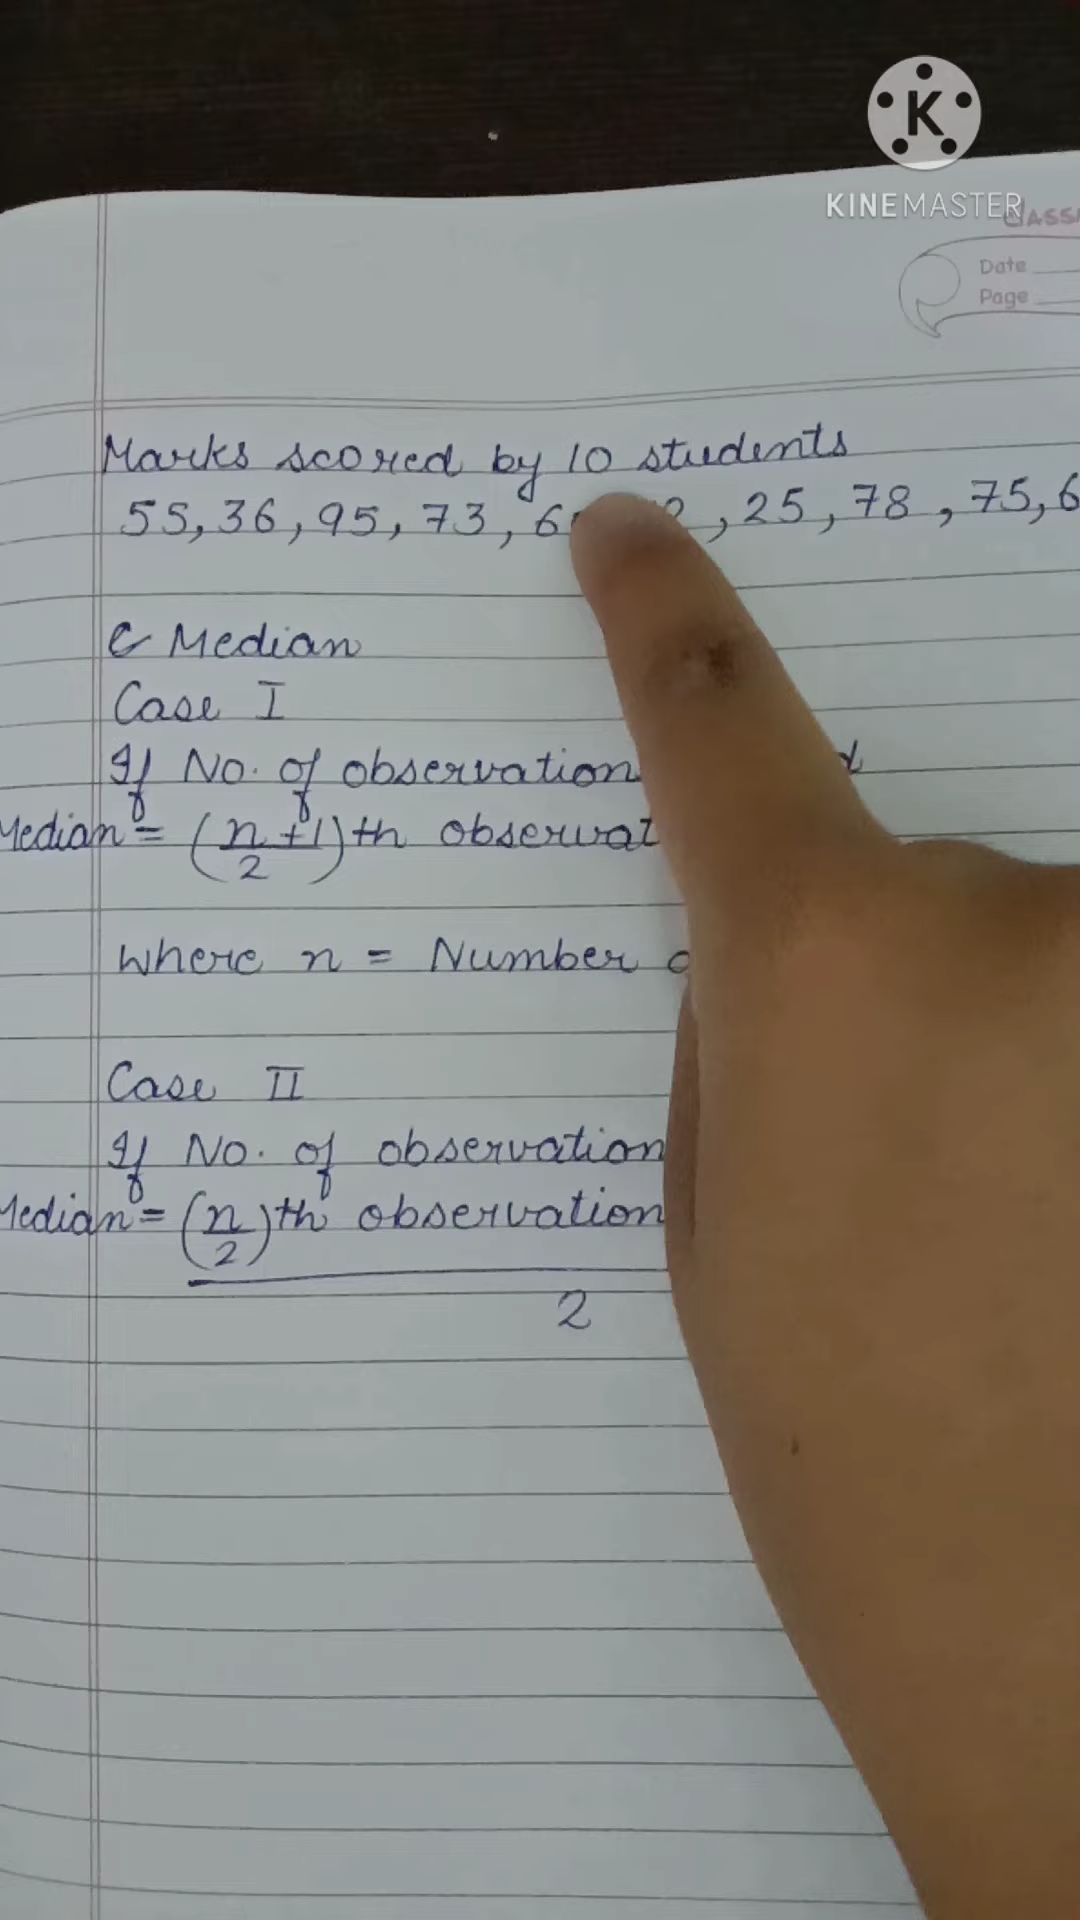 K
KINEMASTER
Date
Page
Marks scored by 10 students
55, 36, 95, 73, 6 , 25, 78, 75, 6
Median
Case I
If No. of observation
Median = (n+1/2)th observat
where n = Number
Case II
If No. of observation
Median = (n/2)th observation
2